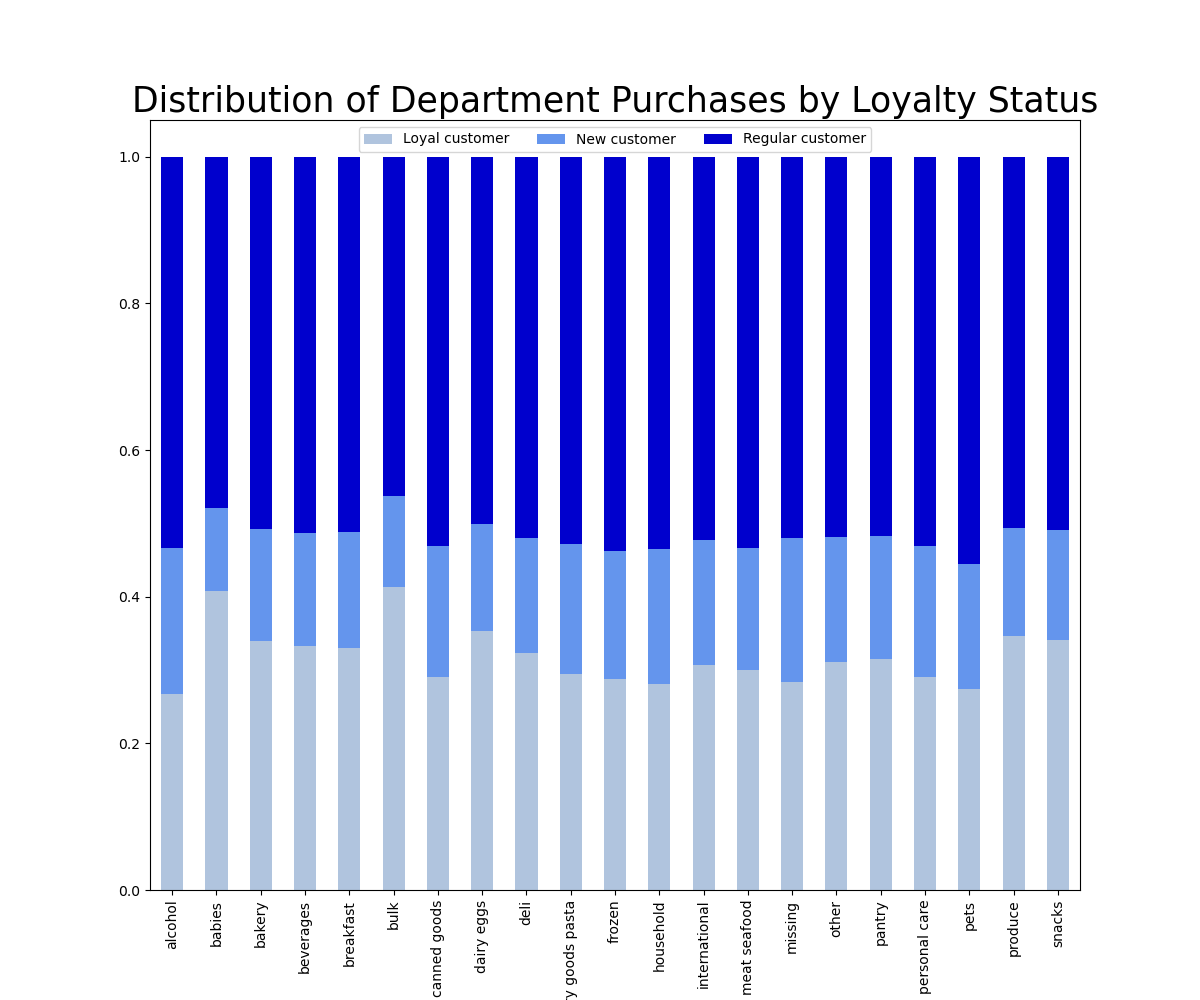 Distribution of Department Purchases by Loyalty Status
Loyal customer
New customer
Regular customer
1.0
0.8
0.6
0.4
0.2
0.0
alcohol
babies
bakery
beverages
breakfast
bulk
canned goods
dairy eggs
deli
goods pasta
frozen
household
international
meat seafood
missing
other
pantry
personal care
pets
produce
snacks